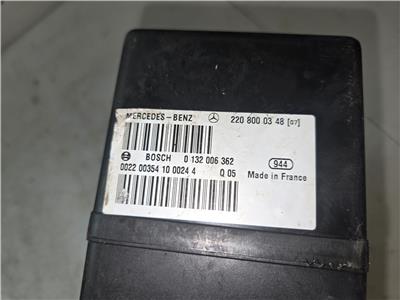 MERCEDES-BENZ 220 800 03 48 [07]
BOSCH 0 132 006 362
944
0022 00354 10 0024 4 Q 05
Made in France